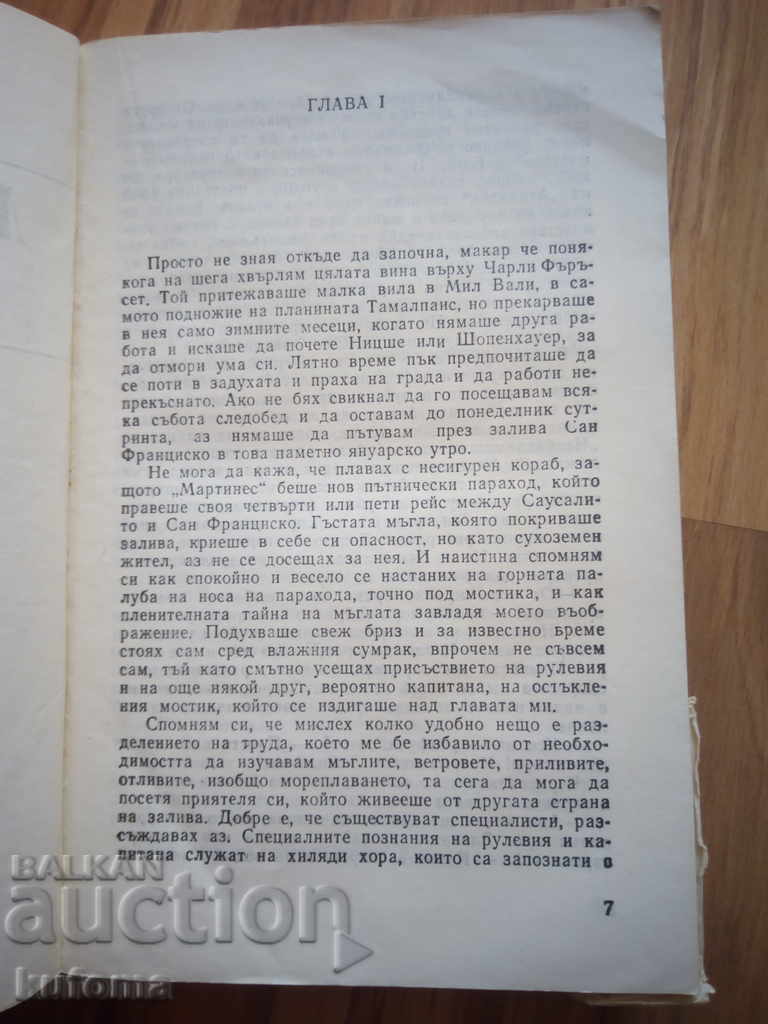 ГЛАВА I
Просто не зная откъде да започна, макар че поня-
кога на шега хвърлям цялата вина върху Чарли Фъръ-
сет. Той притежаваше малка вила в Мил Вали, в са-
мото подножие на планината Тамалпаис, но прекарваше
в нея само зимните месеци, когато нямаше друга ра-
бота и искаше да почете Ницше или Шопенхауер, за
да отмори ума си. Лятно време пък предпочиташе да
се поти в задухата и праха на града и да работи не-
прекъснато. Ако не бях свикнал да го посещавам вся-
ка събота следобед и да оставам до понеделник сут-
ринта, аз нямаше да пътувам през залива Сан
Франциско в това паметно януарско утро.
Не мога да кажа, че плавах с несигурен кораб, за-
щото „Мартинес" беше нов пътнически параход, който
правеше своя четвърти или пети рейс между Саусали-
то и Сан Франциско. Гъстата мъгла, която покриваше
залива, криеше в себе си опасност, но като сухоземен
жител, аз не се досещах за нея. И наистина спомням
си как спокойно и весело се настаних на горната па-
луба на носа на парахода, точно под мостика, и как
пленителната тайна на мъглата завладя моето въоб-
ражение. Подухваше свеж бриз и за известно време
стоях сам сред влажния сумрак, впрочем не съвсем
сам, тъй като смътно усещах присъствието на рулевия
и на още някой друг, вероятно капитана, на остъкле-
ния мостик, който се издигаше над главата ми.
Спомням си, че мислех колко удобно нещо е раз-
делението на труда, което ме бе избавило от необхо-
димостта да изучавам мъглите, ветровете, приливите,
отливите, изобщо мореплаването, та сега да мога да
посетя приятеля си, който живееше от другата страна
на залива. Добре е, че съществуват специалисти, раз-
съждавах аз. Специалните познания на рулевия и ка-
питана служат на хиляди хора, които са запознати с
7
BALKAN
auction
kufoma